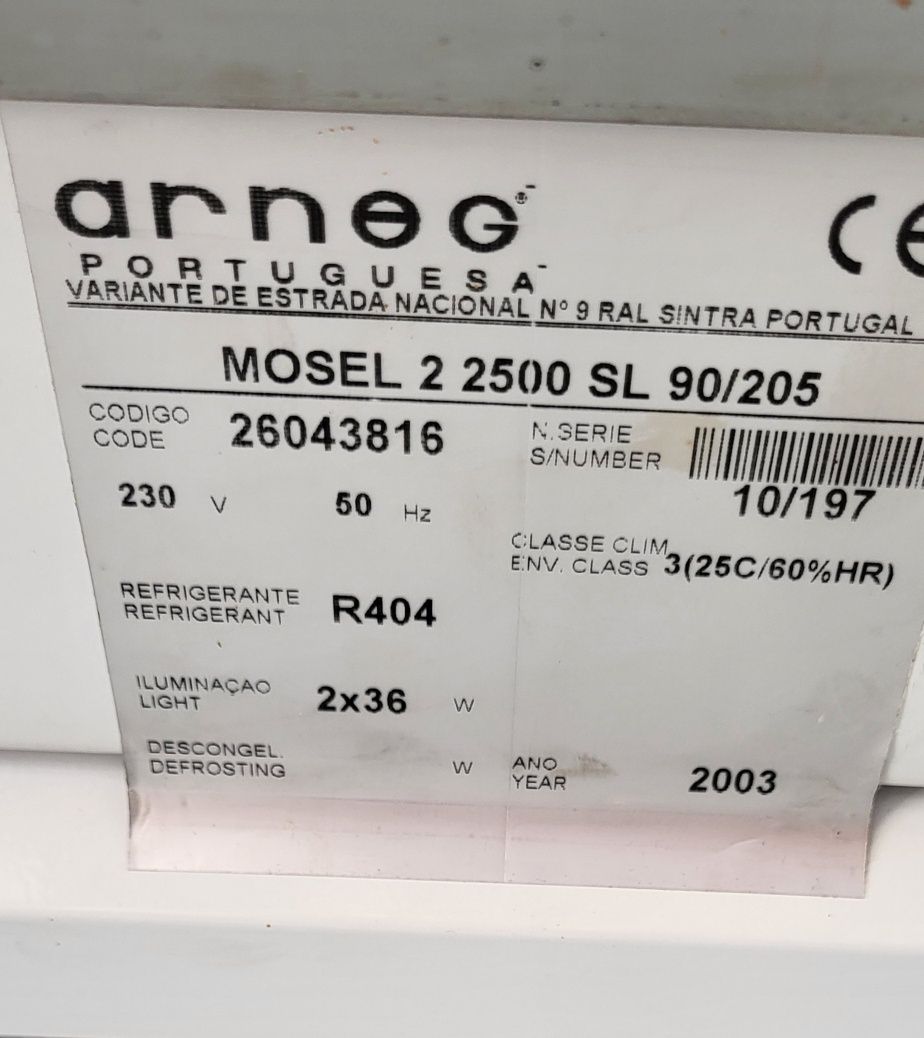 arneG
PORTUGUESA
VARIANTE DE ESTRADA NACIONAL Nº 9 RAL SINTRA PORTUGAL
MOSEL 2 2500 SL 90/205
CODIGO
CODE
26043816
N.SERIE
S/NUMBER
10/197
230 V 50 Hz
CLASSE CLIM.
ENV. CLASS 3(25C/60%HR)
REFRIGERANTE
REFRIGERANT R404
ILUMINAÇAO
LIGHT 2x36 W
DESCONGEL.
DEFROSTING W
ANO
YEAR 2003